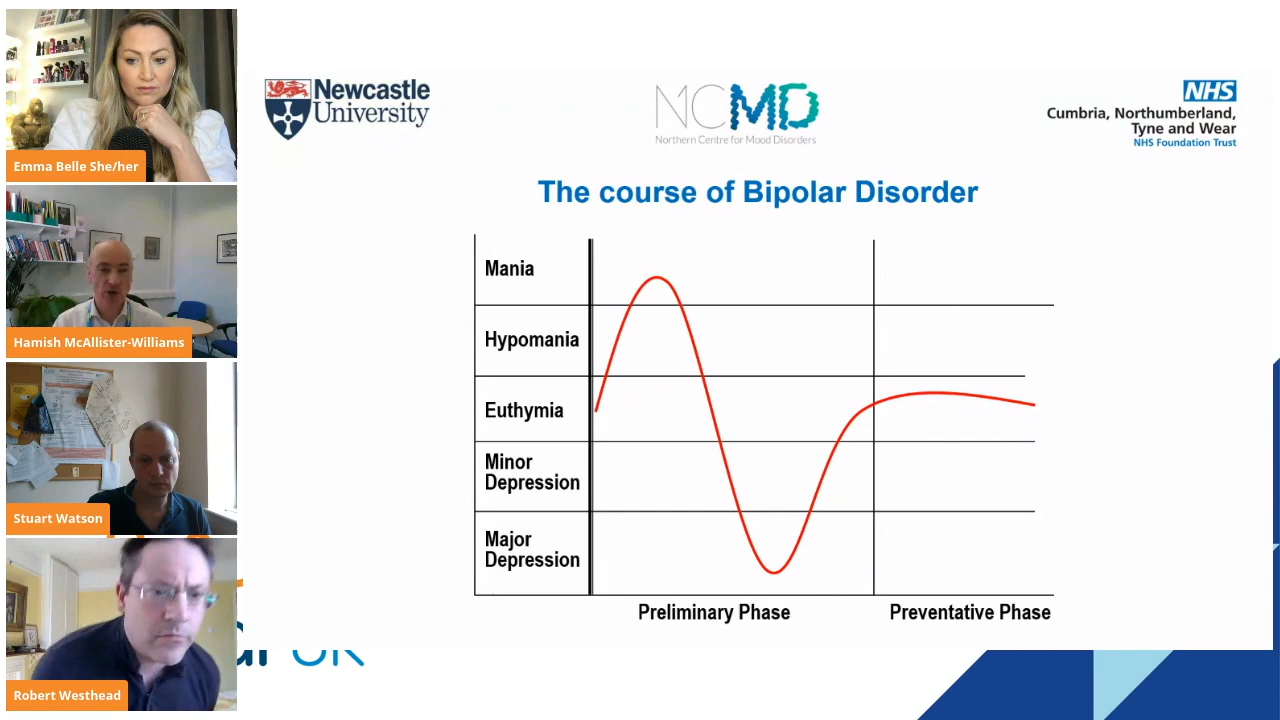 Emma Belle She/her
Hamish McAllister-Williams
Stuart Watson
Robert Westhead
Newcastle
University
NCMD
Northern Centre for Mood Disorders
NHS
Cumbria, Northumberland,
Tyne and Wear
NHS Foundation Trust
The course of Bipolar Disorder
Mania
Hypomania
Euthymia
Minor
Depression
Major
Depression
Preliminary Phase
Preventative Phase
UK